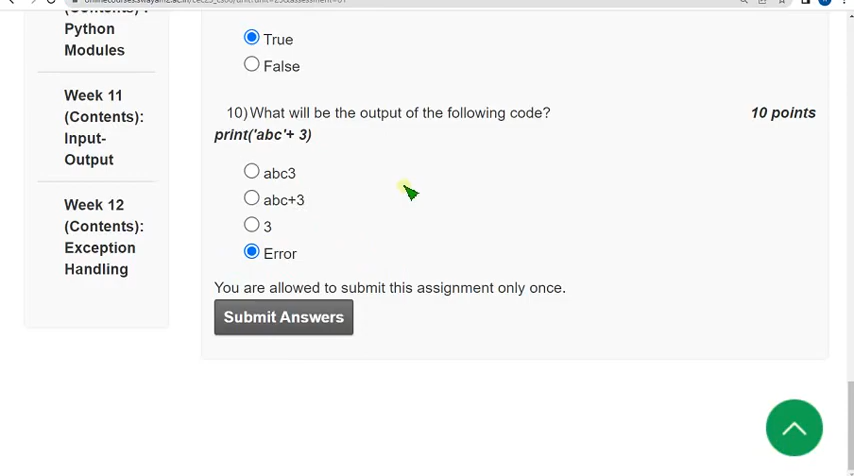 Python
Modules
Week 11
(Contents):
Input-
Output
Week 12
(Contents):
Exception
Handling
True
False
10) What will be the output of the following code?
10 points
print('abc'+ 3)
abc3
abc+3
3
Error
You are allowed to submit this assignment only once.
Submit Answers